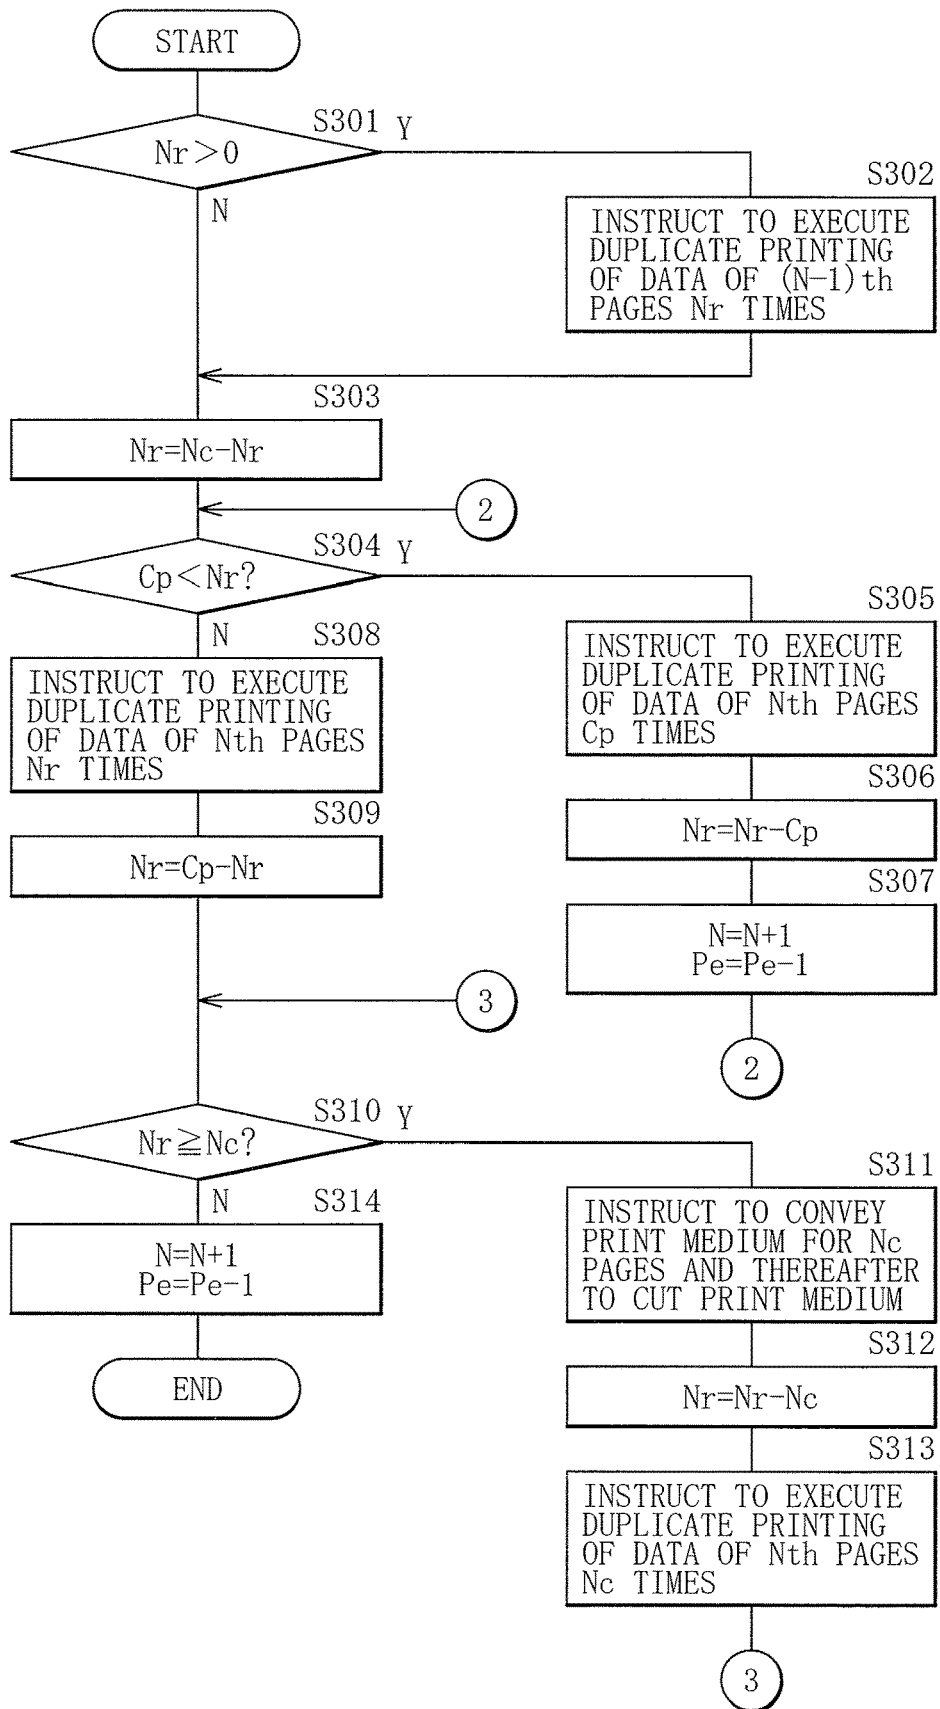 START
S301
Y
Nr>0
N
S302
INSTRUCT TO EXECUTE
DUPLICATE PRINTING
OF DATA OF (N-1)th
PAGES Nr TIMES
S303
Nr=Nc-Nr
2
S304
Y
Cp<Nr?
N
S305
INSTRUCT TO EXECUTE
DUPLICATE PRINTING
OF DATA OF Nth PAGES
Cp TIMES
S308
INSTRUCT TO EXECUTE
DUPLICATE PRINTING
OF DATA OF Nth PAGES
Nr TIMES
S306
Nr=Nr-Cp
S309
Nr=Cp-Nr
S307
N=N+1
Pe=Pe-1
3
2
S310
Y
Nr≧Nc?
N
S311
INSTRUCT TO CONVEY
PRINT MEDIUM FOR Nc
PAGES AND THEREAFTER
TO CUT PRINT MEDIUM
S314
N=N+1
Pe=Pe-1
S312
Nr=Nr-Nc
END
S313
INSTRUCT TO EXECUTE
DUPLICATE PRINTING
OF DATA OF Nth PAGES
Nc TIMES
3